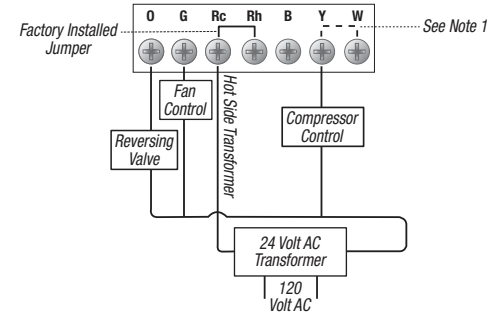 O G Rc Rh B Y W
Factory Installed
Jumper
See Note 1
Fan
Control
Hot Side Transformer
Compressor
Control
Reversing
Valve
24 Volt AC
Transformer
120
Volt AC